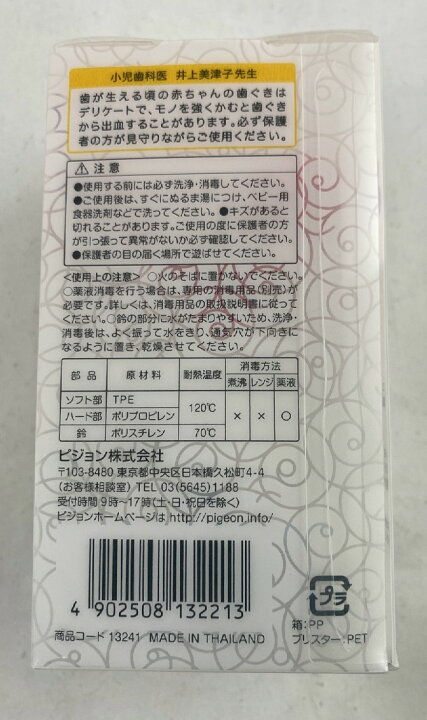 小児歯科医　井上美津子先生
歯が生える頃の赤ちゃんの歯ぐきは
デリケートで、モノを強くかむと歯ぐき
から出血することがあります。必ず保護
者の方が見守りながらご使用ください。
⚠ 注意
●使用する前には必ず洗浄・消毒してください。
●ご使用後は、すぐにぬるま湯につけ、ベビー用
食器洗剤などで洗ってください。●キズがあると
切れることがあります。ご使用の度に保護者の方
が引っ張って異常がないか必ず確認してください。
●保護者の目の届く場所で遊ばせてください。
＜使用上の注意＞ ○火のそばに置かないでください。
○薬液消毒を行う場合は、専用の消毒用品(別売)が
必要です。詳しくは、消毒用品の取扱説明書に従って
ください。○鈴の部分に水がたまりやすいため、洗浄・
消毒後は、よく振って水をきり、通気穴が下向きに
なるように置き、乾燥させてください。
部品 原材料 耐熱温度 消毒方法
煮沸 レンジ 薬液
ソフト部 TPE 120℃ × × ○
ハード部 ポリプロピレン
鈴 ポリスチレン 70℃
ピジョン株式会社
〒103-8480 東京都中央区日本橋久松町4-4
(お客様相談室) TEL 03(5645)1188
受付時間 9時〜17時(土・日・祝日を除く)
ピジョンホームページは http://pigeon.info/
4 902508 132213
商品コード 13241 MADE IN THAILAND
プラ
箱：PP
ブリスター：PET